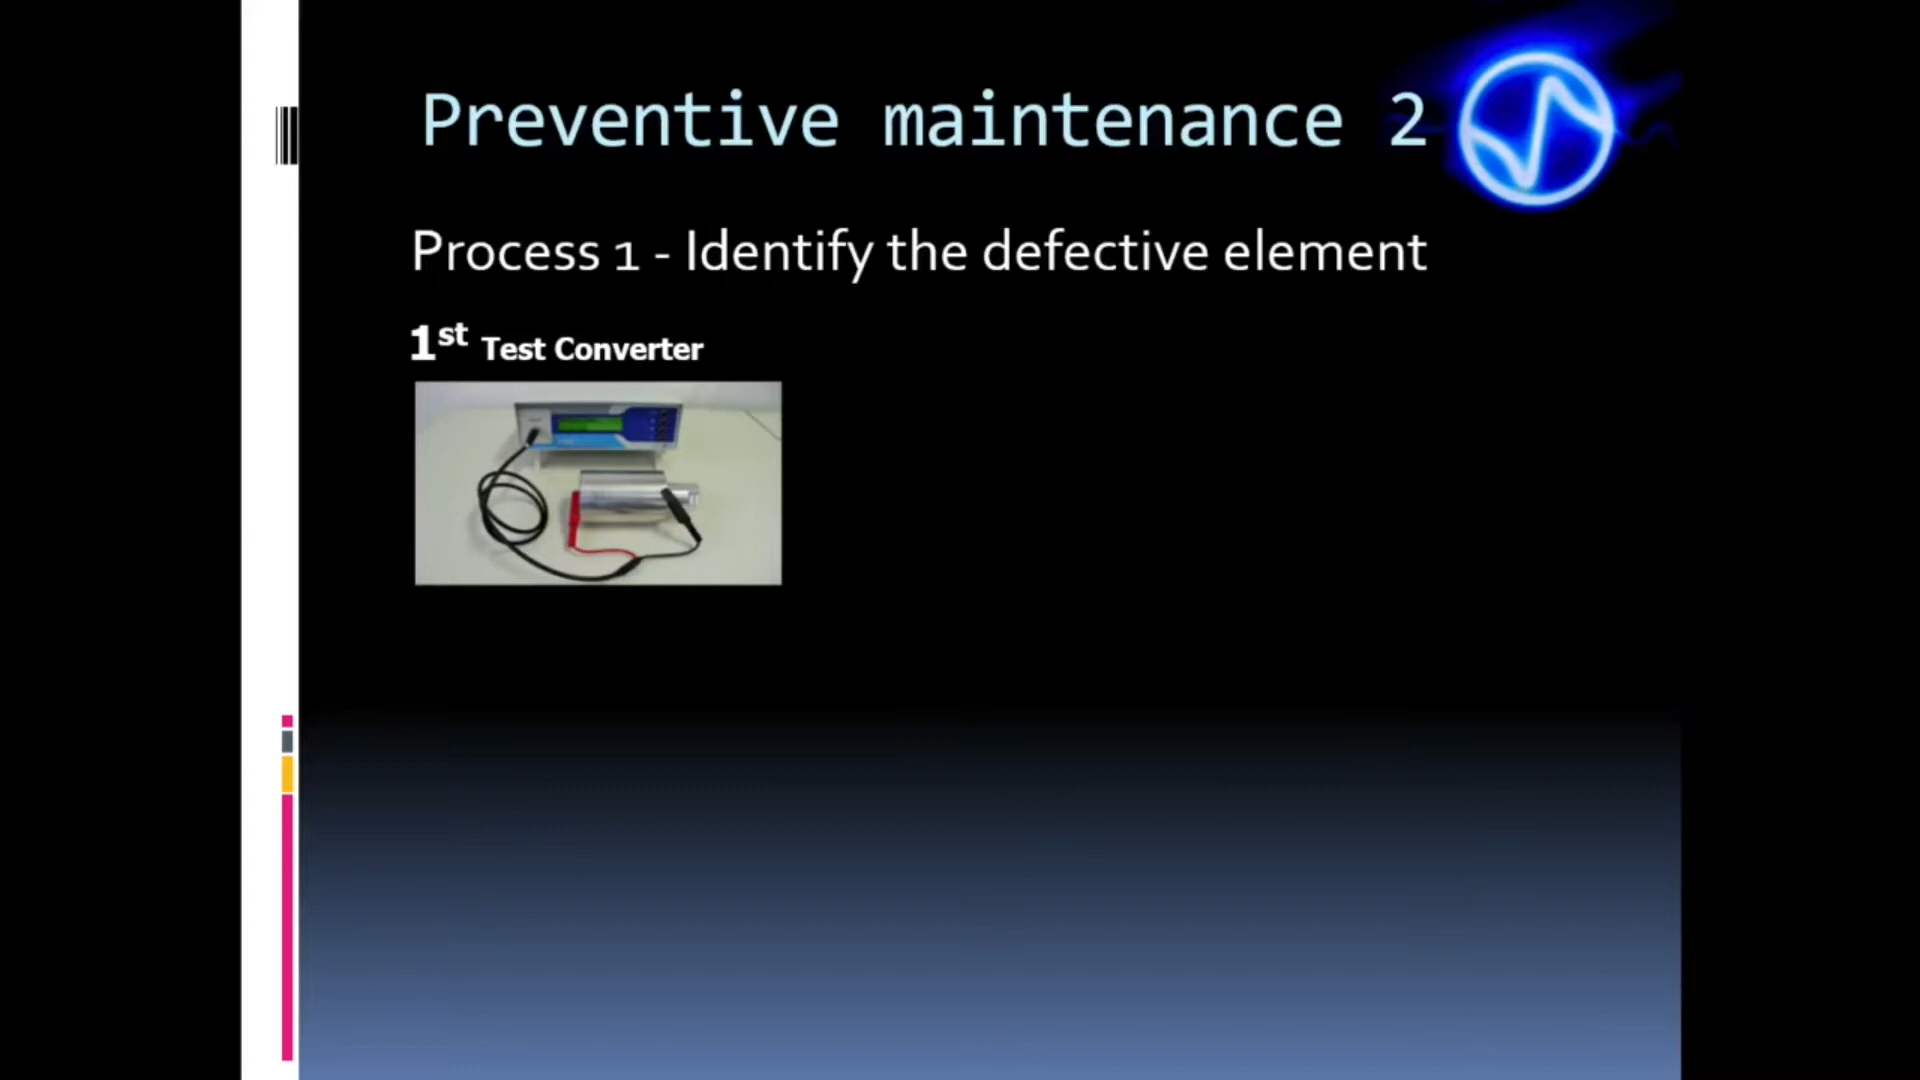 Preventive maintenance 2
Process 1 - Identify the defective element
1st Test Converter